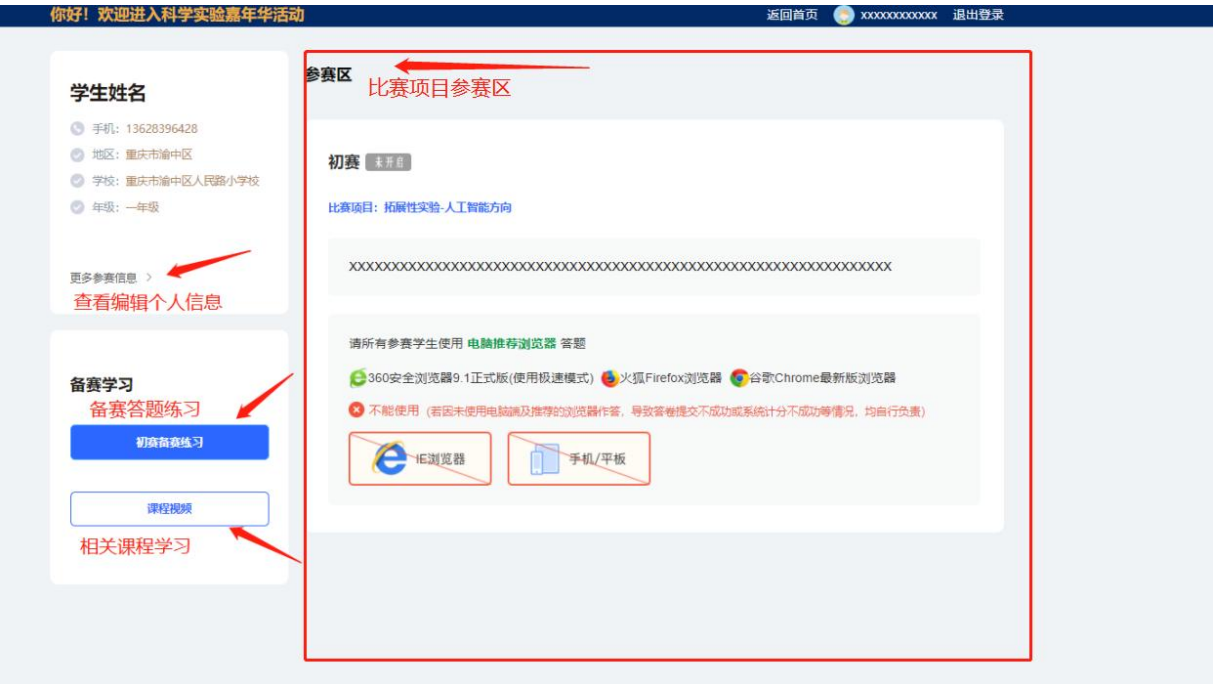 你好！欢迎进入科学实验嘉年华活动
返回首页 xxxxxxxxxxxx 退出登录
学生姓名
手机：13628396428
地区：重庆市渝中区
学校：重庆市渝中区人民路小学校
年级：一年级
更多参赛信息 >
查看编辑个人信息
备赛学习
备赛答题练习
初赛备赛练习
课程视频
相关课程学习
参赛区
比赛项目参赛区
初赛 未开启
比赛项目：拓展性实验-人工智能方向
XXXXXXXXXXXXXXXXXXXXXXXXXXXXXXXXXXXXXXXXXXXXXXXXXXXXXXXXXXXXXXXX
请所有参赛学生使用 电脑推荐浏览器 答题
360安全浏览器9.1正式版(使用极速模式) 火狐Firefox浏览器 谷歌Chrome最新版浏览器
不能使用（若因未使用电脑端及推荐的浏览器作答，导致答卷提交不成功或系统计分不成功等情况，均自行负责）
IE浏览器 手机/平板